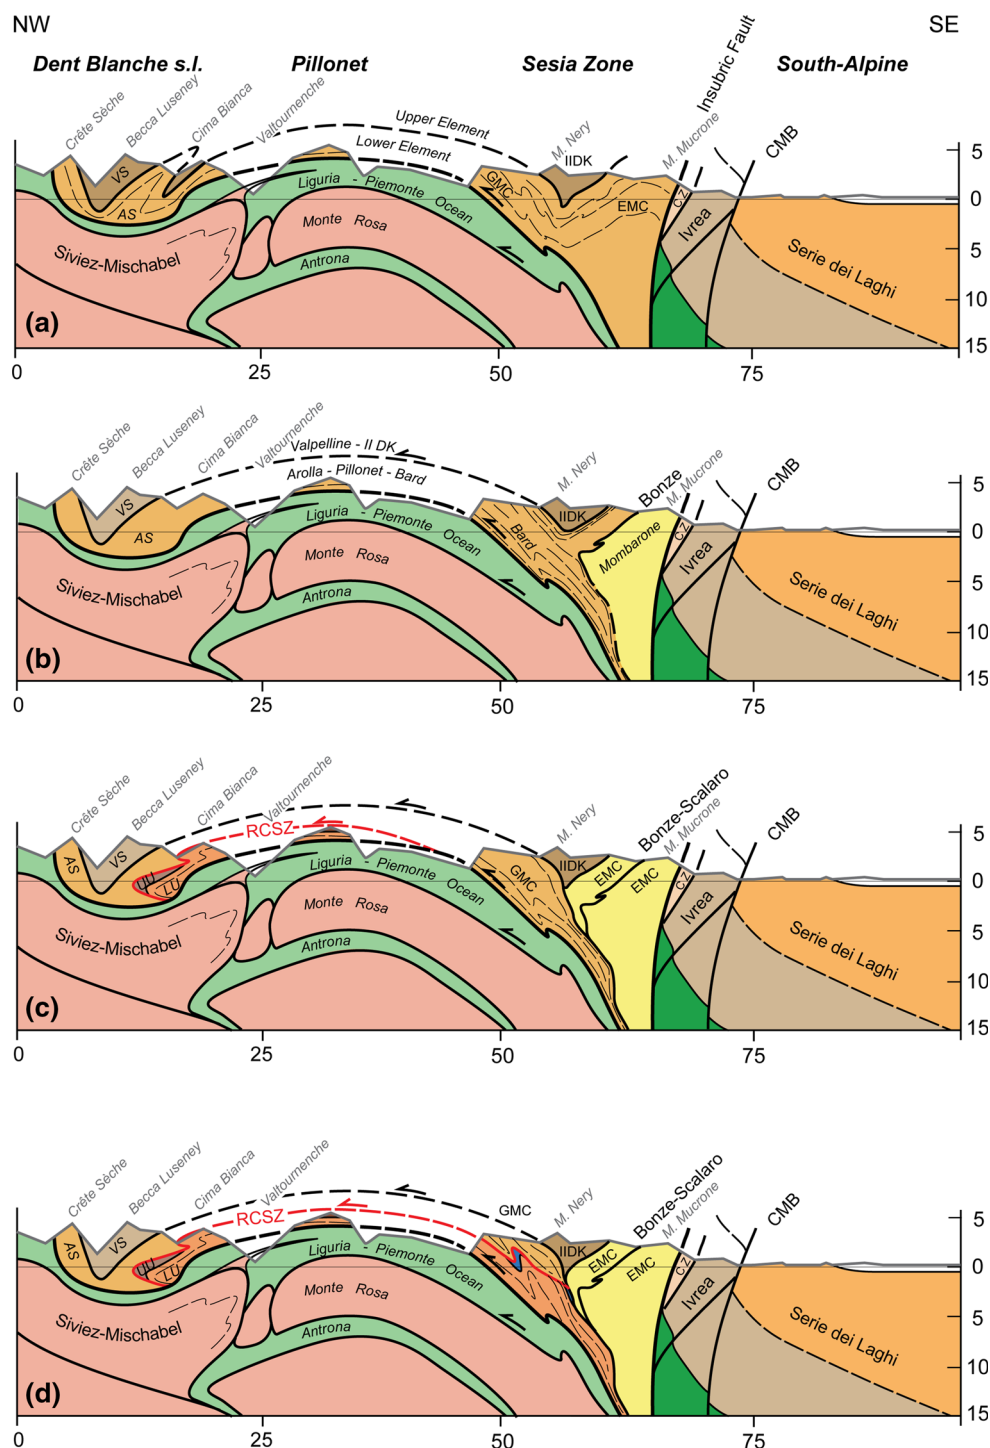 NW
SE
Dent Blanche s.l.
Pillonet
Sesia Zone
South-Alpine
Crête Sèche
Becca Luseney
Cima Bianca
Valtournenche
Upper Element
Lower Element
M. Nery
Insubric Fault
M. Mucrone
CMB
VS
AS
IIDK
GMC
EMC
CZ
Ivrea
Liguria - Piemonte Ocean
Monte Rosa
Antrona
Siviez-Mischabel
Serie dei Laghi
5
0
5
10
15
(a)
0
25
50
75
Crête Sèche
Becca Luseney
Cima Bianca
Valtournenche
Valpelline - II DK
Arolla - Pillonet - Bard
M. Nery
Bonze
M. Mucrone
CMB
VS
AS
IIDK
Bard
Mombarone
CZ
Ivrea
Liguria - Piemonte Ocean
Monte Rosa
Antrona
Siviez-Mischabel
Serie dei Laghi
5
0
5
10
15
(b)
0
25
50
75
Crête Sèche
Becca Luseney
Cima Bianca
Valtournenche
RCSZ
M. Nery
Bonze-Scalaro
M. Mucrone
CMB
AS
VS
UU
LU
IIDK
GMC
EMC
EMC
CZ
Ivrea
Liguria - Piemonte Ocean
Monte Rosa
Antrona
Siviez-Mischabel
Serie dei Laghi
5
0
5
10
15
(c)
0
25
50
75
Crête Sèche
Becca Luseney
Cima Bianca
Valtournenche
RCSZ
GMC
M. Nery
Bonze-Scalaro
M. Mucrone
CMB
AS
VS
UU
LU
IIDK
EMC
EMC
CZ
Ivrea
Liguria - Piemonte Ocean
Monte Rosa
Antrona
Siviez-Mischabel
Serie dei Laghi
5
0
5
10
15
(d)
0
25
50
75